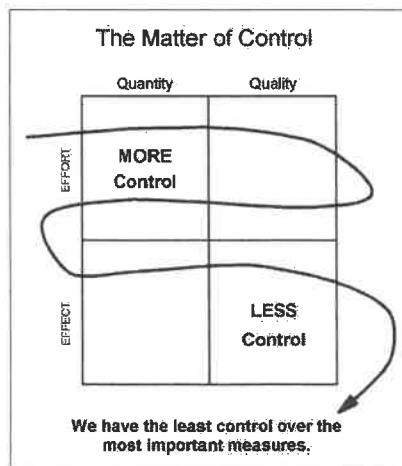 The Matter of Control
Quantity
Quality
EFFORT
MORE
Control
EFFECT
LESS
Control
We have the least control over the
most important measures.